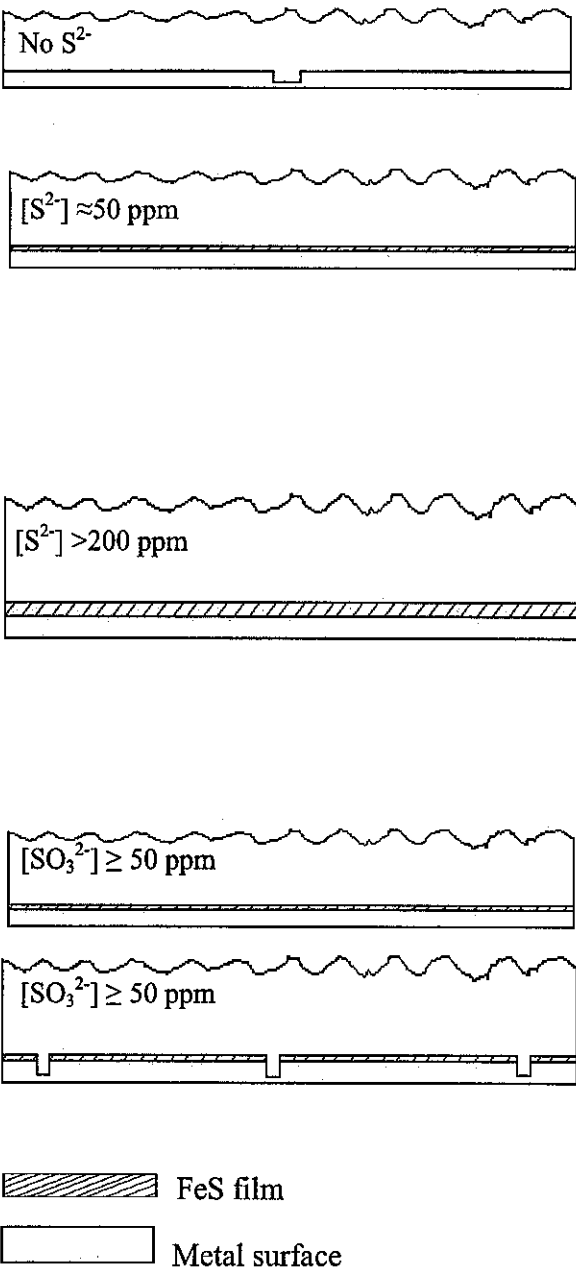 No S²⁻
[S²⁻] ≈50 ppm
[S²⁻] >200 ppm
[SO₃²⁻] ≥ 50 ppm
[SO₃²⁻] ≥ 50 ppm
FeS film
Metal surface